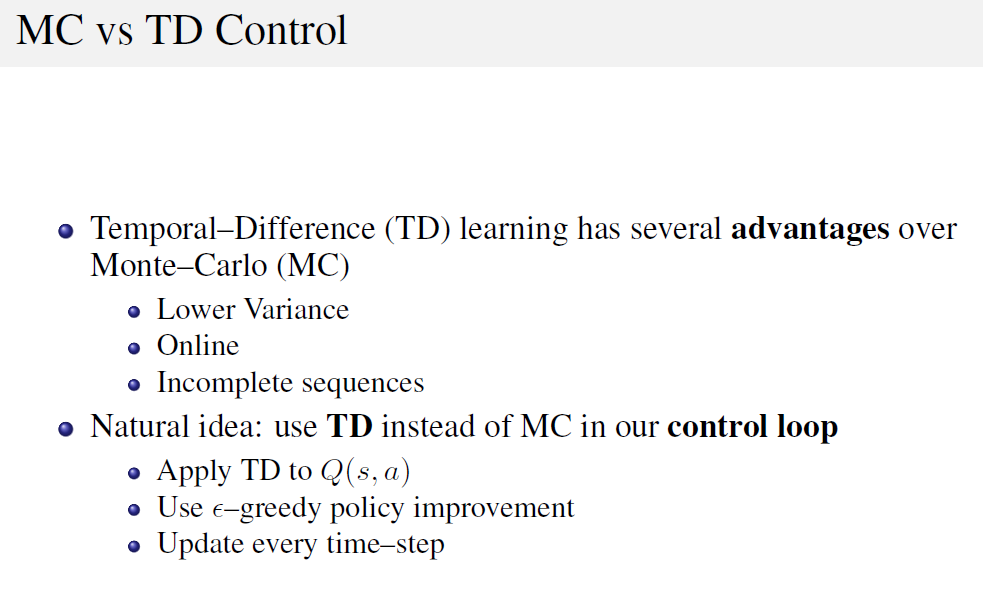 MC vs TD Control
Temporal–Difference (TD) learning has several advantages over
Monte–Carlo (MC)
Lower Variance
Online
Incomplete sequences
Natural idea: use TD instead of MC in our control loop
Apply TD to Q(s, a)
Use ϵ–greedy policy improvement
Update every time–step